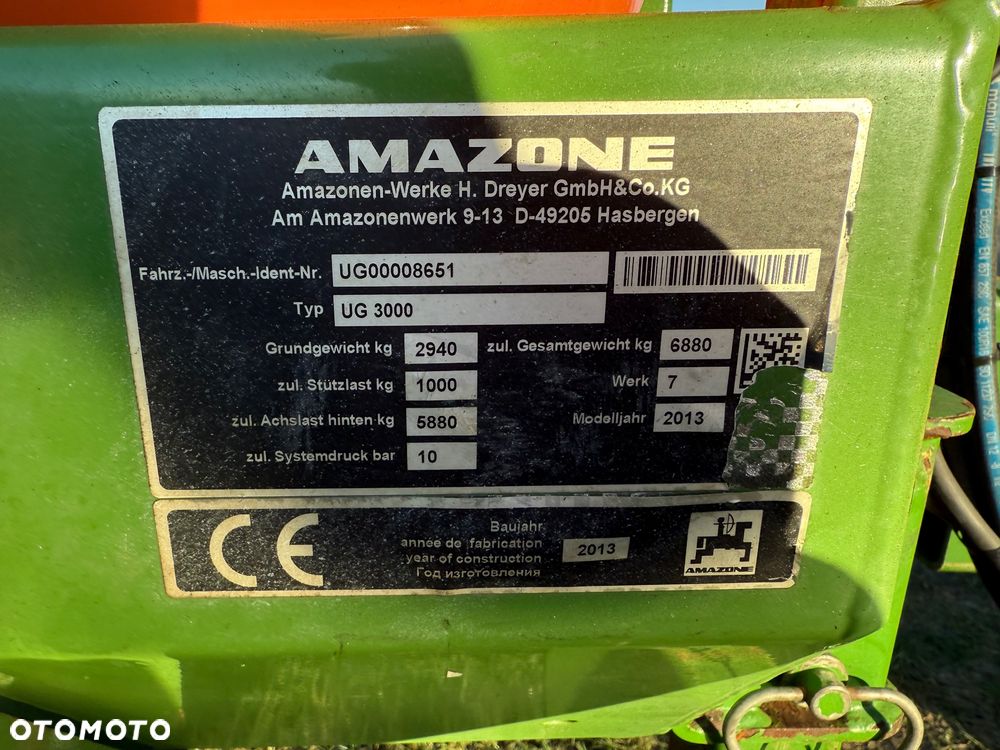 AMAZONE
Amazonen-Werke H. Dreyer GmbH&Co.KG
Am Amazonenwerk 9-13 D-49205 Hasbergen
Fahrz.-/Masch.-Ident-Nr. UG00008651
Typ UG 3000
Grundgewicht kg 2940 zul. Gesamtgewicht kg 6880
zul. Stützlast kg 1000 Werk 7
zul. Achslast hinten kg 5880 Modelljahr 2013
zul. Systemdruck bar 10
CE
Baujahr
année de fabrication
year of construction
Год изготовления
2013
AMAZONE
OTOMOTO